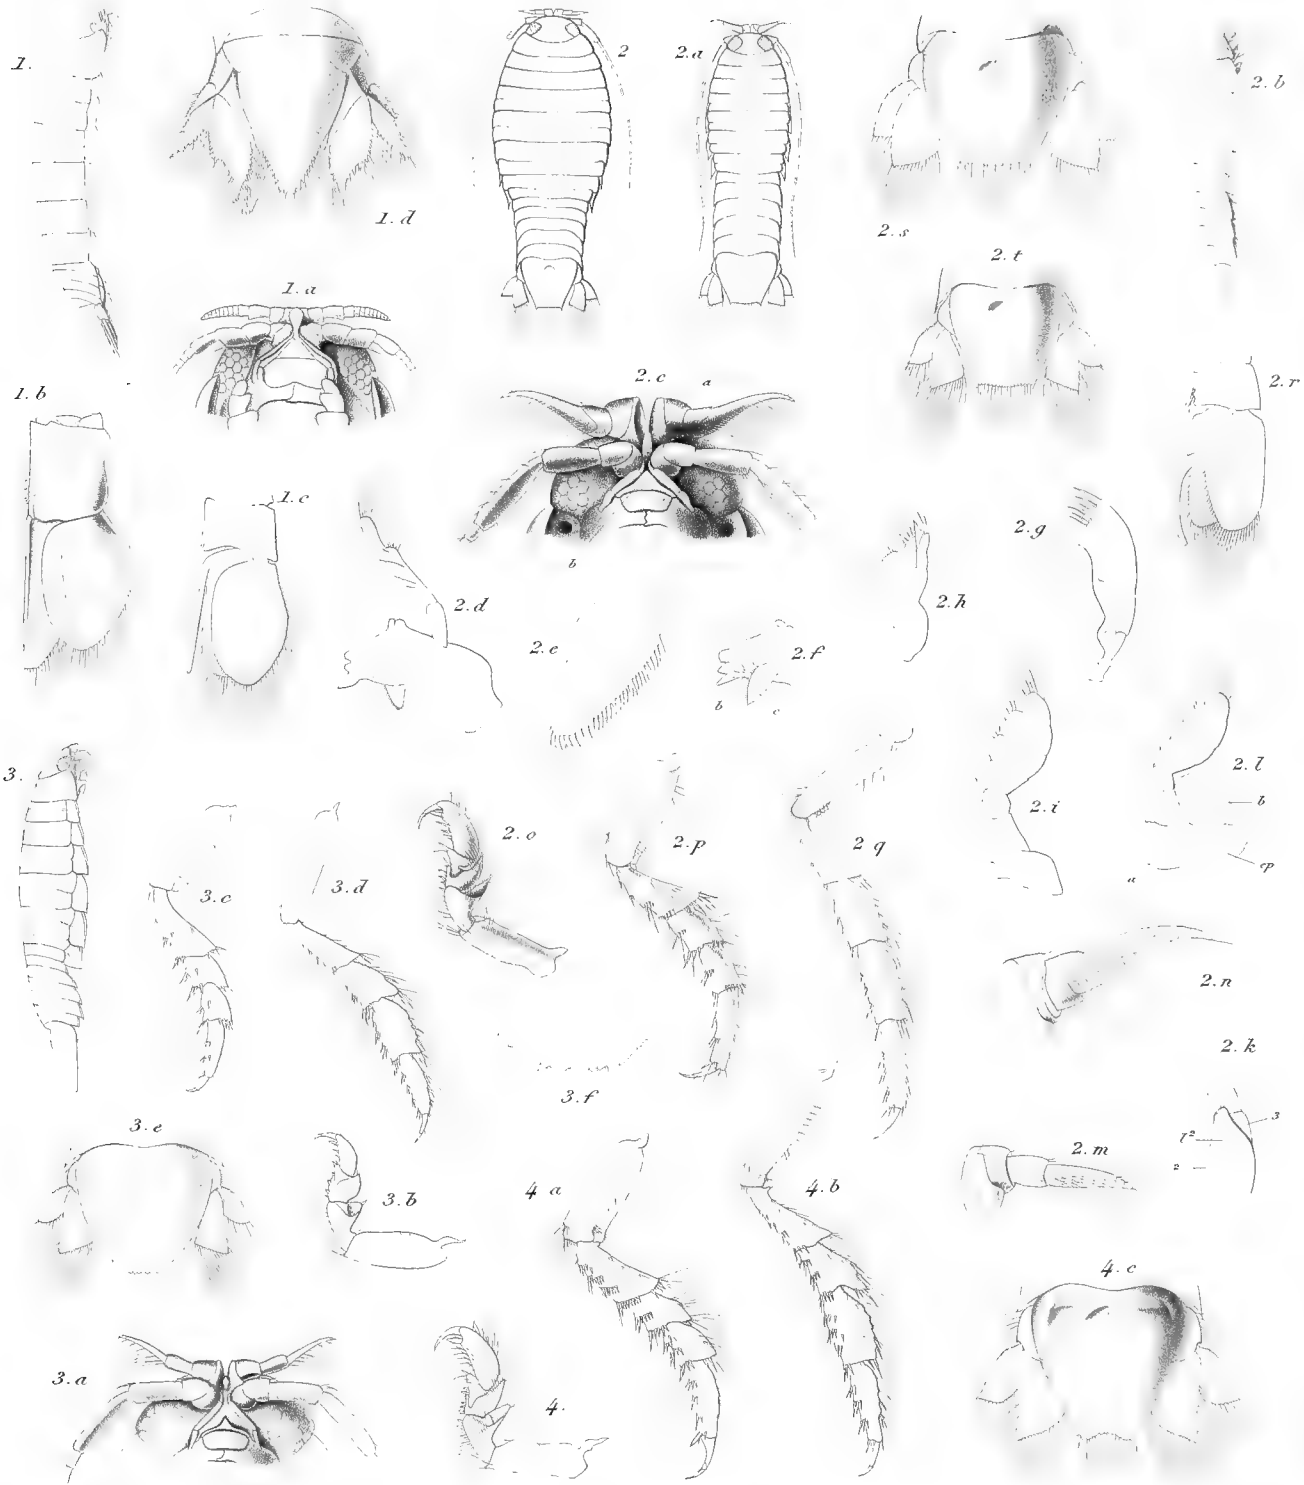 1.
1. d
2
2. a
2. s
2. b
2. t
1. a
1. b
2. c
a
2. r
1. c
2. g
b
2. d
2. h
2. e
2. f
b
c
3.
2. l
b
2. i
cp
a
2. o
2. p
2 q
3. c
3. d
2. n
2. k
3. f
3
l²
2
3. e
2. m
3. b
4 a
4. b
4. c
3. a
4.